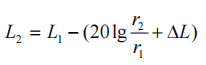 L₂ = L₁ − (20 lg r₂/r₁ + ΔL)